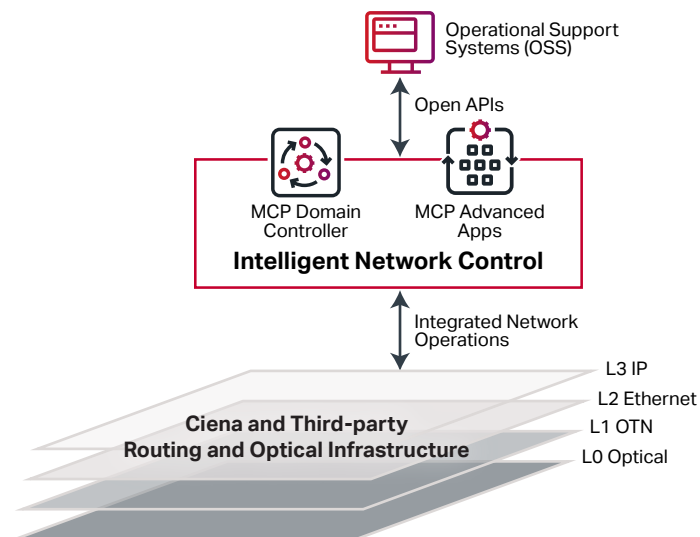 Operational Support
Systems (OSS)
Open APIs
MCP Domain
Controller
MCP Advanced
Apps
Intelligent Network Control
Integrated Network
Operations
L3 IP
L2 Ethernet
L1 OTN
L0 Optical
Ciena and Third-party
Routing and Optical Infrastructure